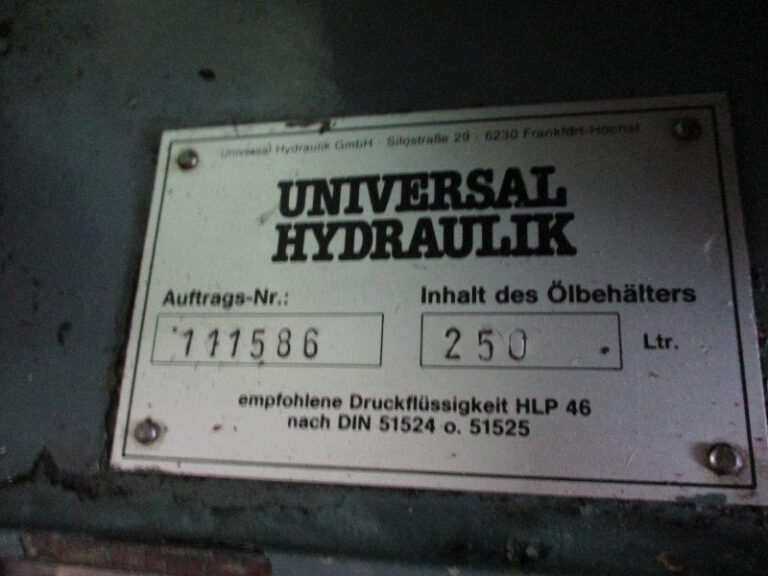 Universal Hydraulik GmbH · Silostraße 29 · 6230 Frankfurt-Höchst
UNIVERSAL
HYDRAULIK
Auftrags-Nr.:
111586
Inhalt des Ölbehälters
250 Ltr.
empfohlene Druckflüssigkeit HLP 46
nach DIN 51524 o. 51525